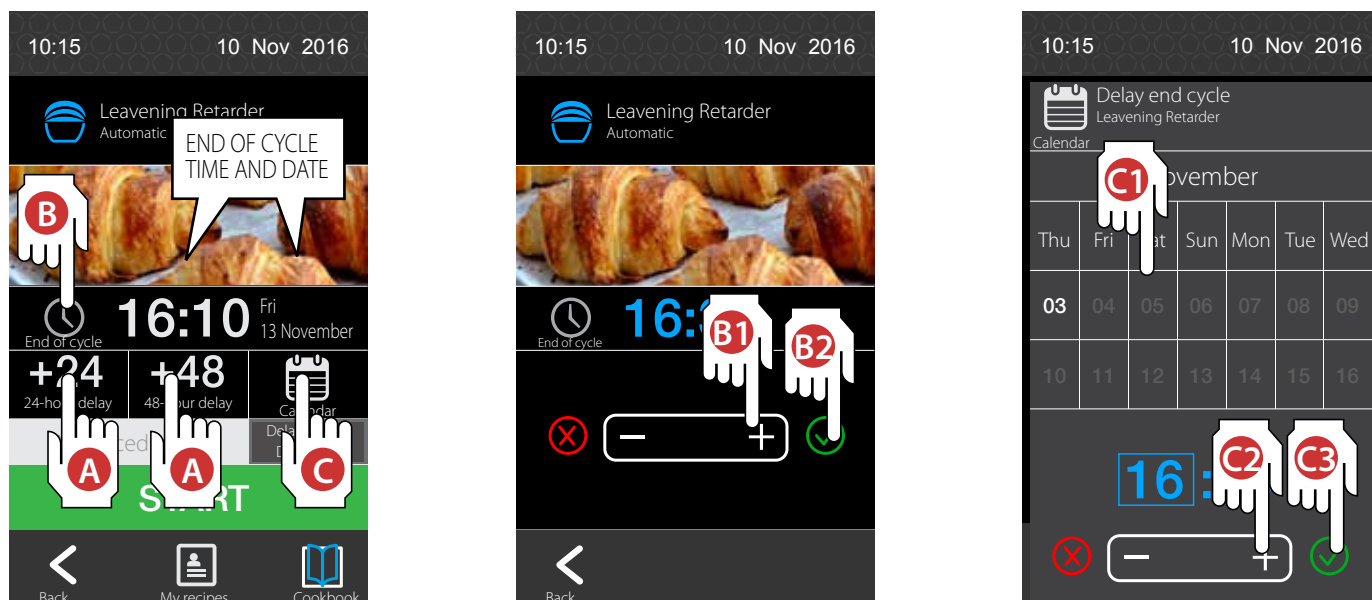 10:15 10 Nov 2016
Leavening Retarder
Automatic
END OF CYCLE
TIME AND DATE
B
16:10 Fri
13 November
End of cycle
+24 +48
24-hour delay 48-hour delay Calendar
A A C
START
Back My recipes Cookbook
10:15 10 Nov 2016
Leavening Retarder
Automatic
End of cycle 16:
B1 B2
− +
Back
10:15 10 Nov 2016
Delay end cycle
Leavening Retarder
Calendar
C1
November
Thu Fri Sat Sun Mon Tue Wed
03 04 05 06 07 08 09
10 11 12 13 14 15 16
16 :
C2 C3
− +